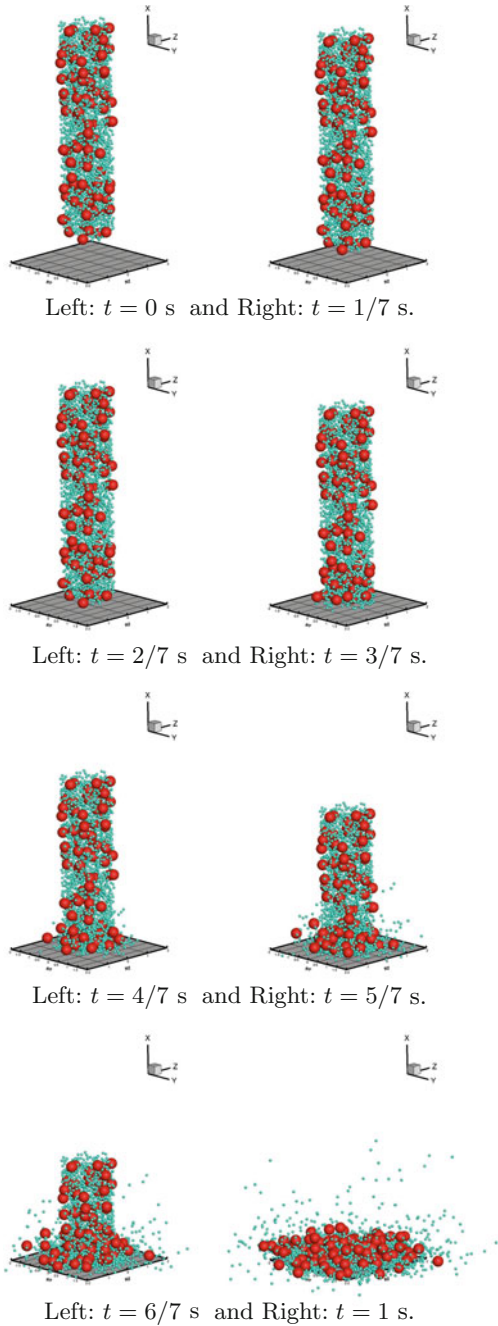 X
Z
Y
X
Z
Y
Left: t = 0 s and Right: t = 1/7 s.
X
Z
Y
X
Z
Y
Left: t = 2/7 s and Right: t = 3/7 s.
X
Z
Y
X
Z
Y
Left: t = 4/7 s and Right: t = 5/7 s.
X
Z
Y
X
Z
Y
Left: t = 6/7 s and Right: t = 1 s.